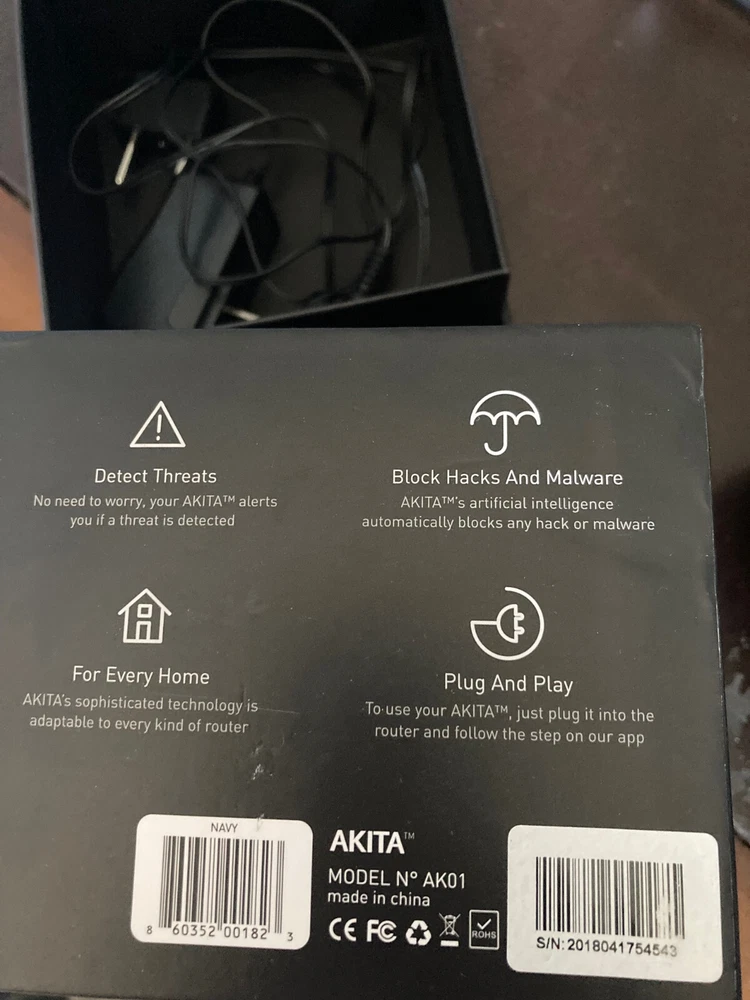 Detect Threats
No need to worry, your AKITA™ alerts
you if a threat is detected
Block Hacks And Malware
AKITA™'s artificial intelligence
automatically blocks any hack or malware
For Every Home
AKITA's sophisticated technology is
adaptable to every kind of router
Plug And Play
To use your AKITA™, just plug it into the
router and follow the step on our app
NAVY
8 60352 00182 3
AKITA™
MODEL Nº AK01
made in china
CE FC
ROHS
S/N: 2018041754543